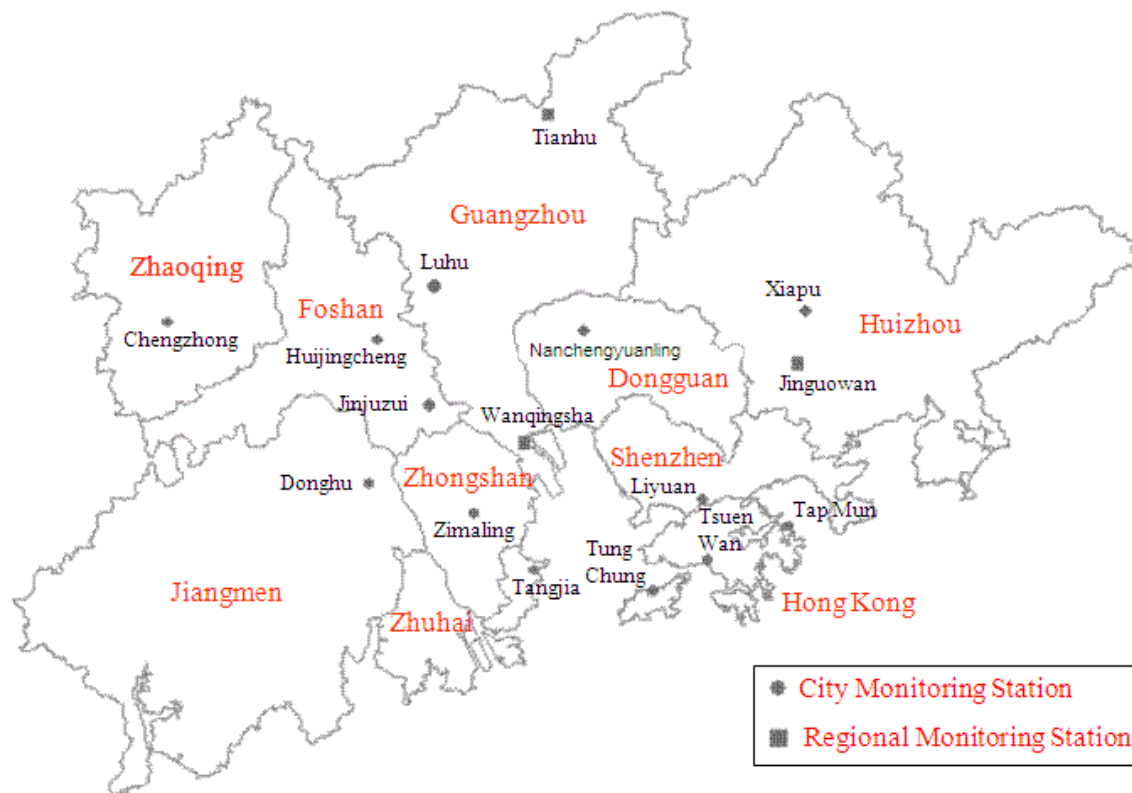 Tianhu
Guangzhou
Luhu
Zhaoqing
Xiapu
Foshan
Huizhou
Chengzhong
Huijingcheng
Nanchengyuanling
Jinguowan
Dongguan
Jinjuzui
Wanqingsha
Shenzhen
Donghu
Zhongshan
Liyuan
Tsuen
Wan
Tap Mun
Zimaling
Tung
Chung
Tangjia
Jiangmen
Hong Kong
Zhuhai
City Monitoring Station
Regional Monitoring Station